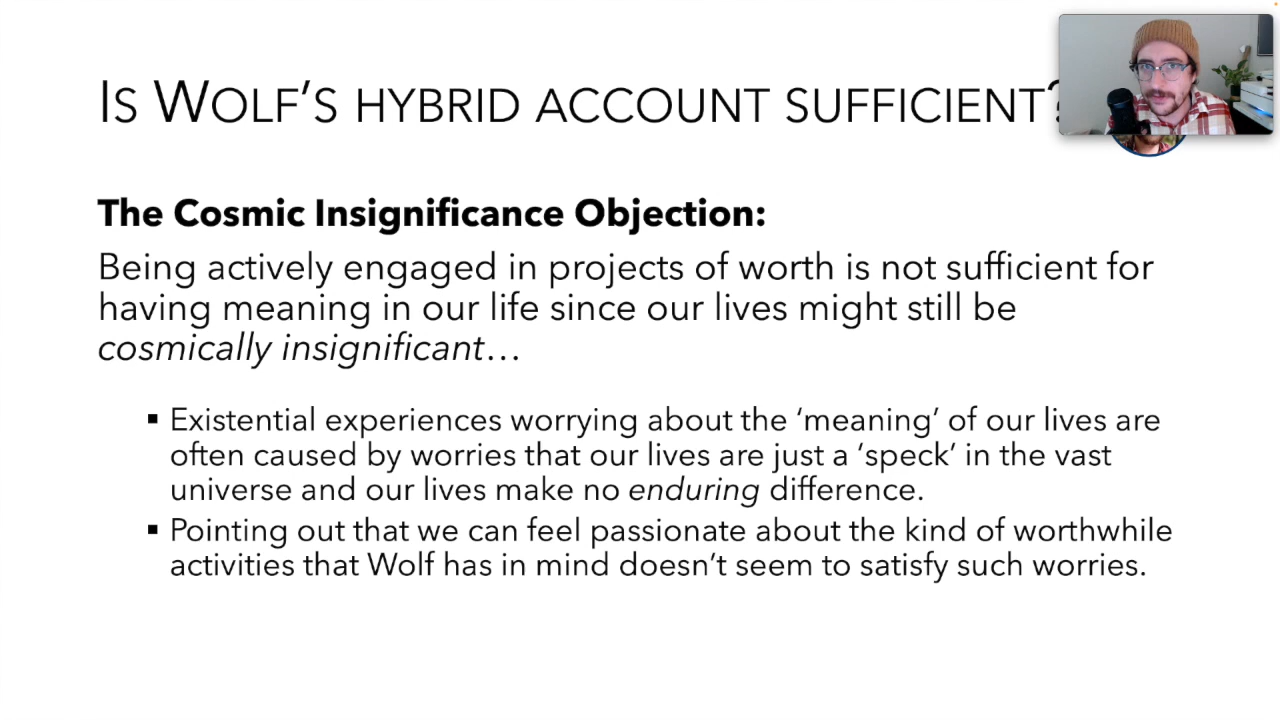 IS WOLF'S HYBRID ACCOUNT SUFFICIENT?
The Cosmic Insignificance Objection:
Being actively engaged in projects of worth is not sufficient for
having meaning in our life since our lives might still be
cosmically insignificant…
▪ Existential experiences worrying about the ‘meaning’ of our lives are
often caused by worries that our lives are just a ‘speck’ in the vast
universe and our lives make no enduring difference.
▪ Pointing out that we can feel passionate about the kind of worthwhile
activities that Wolf has in mind doesn’t seem to satisfy such worries.